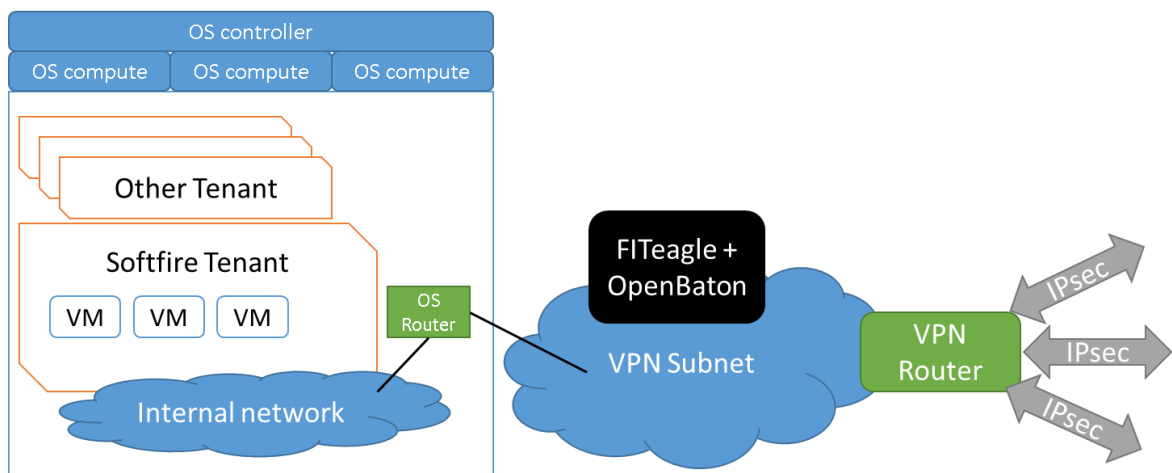 OS controller
OS compute OS compute OS compute
Other Tenant
Softfire Tenant
VM VM VM
OS
Router
Internal network
FITeagle +
OpenBaton
VPN Subnet
VPN
Router
IPsec
IPsec
IPsec